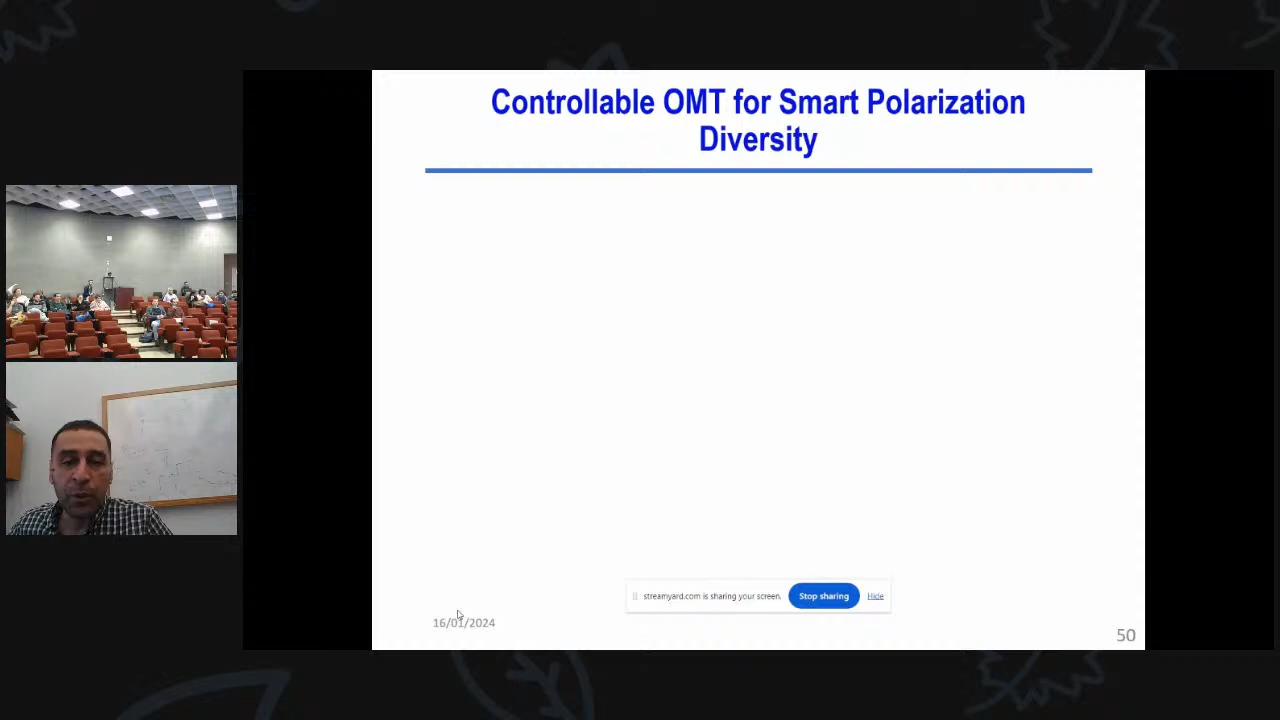 Controllable OMT for Smart Polarization
Diversity
streamyard.com is sharing your screen.
Stop sharing
Hide
16/01/2024
50